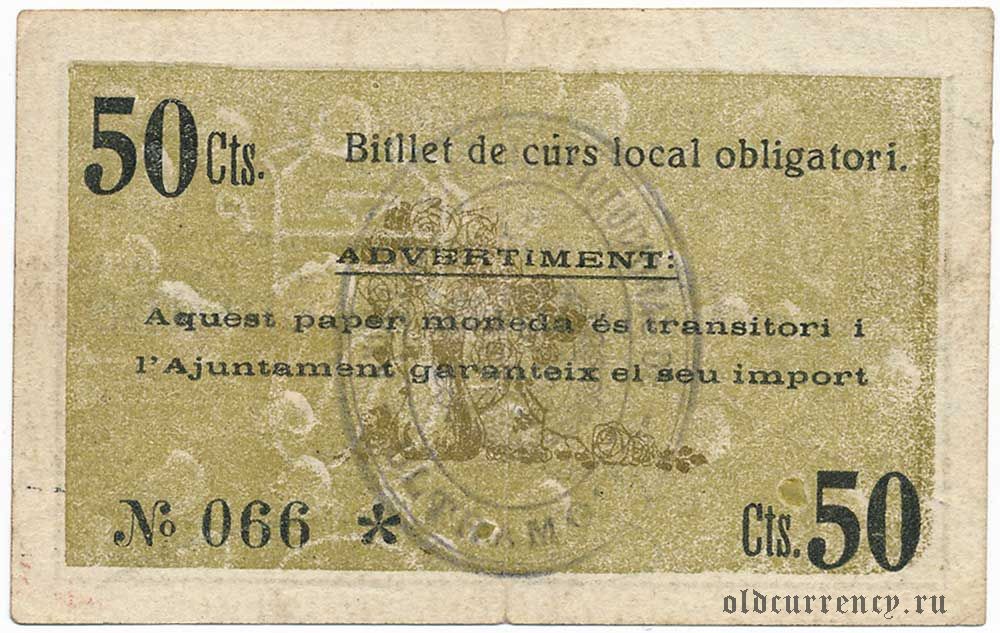 50 Cts.
Bitllet de curs local obligatori.
ADVERTIMENT:
Aquest paper moneda és transitori i
l'Ajuntament garanteix el seu import
No 066 *
Cts. 50
oldcurrency.ru